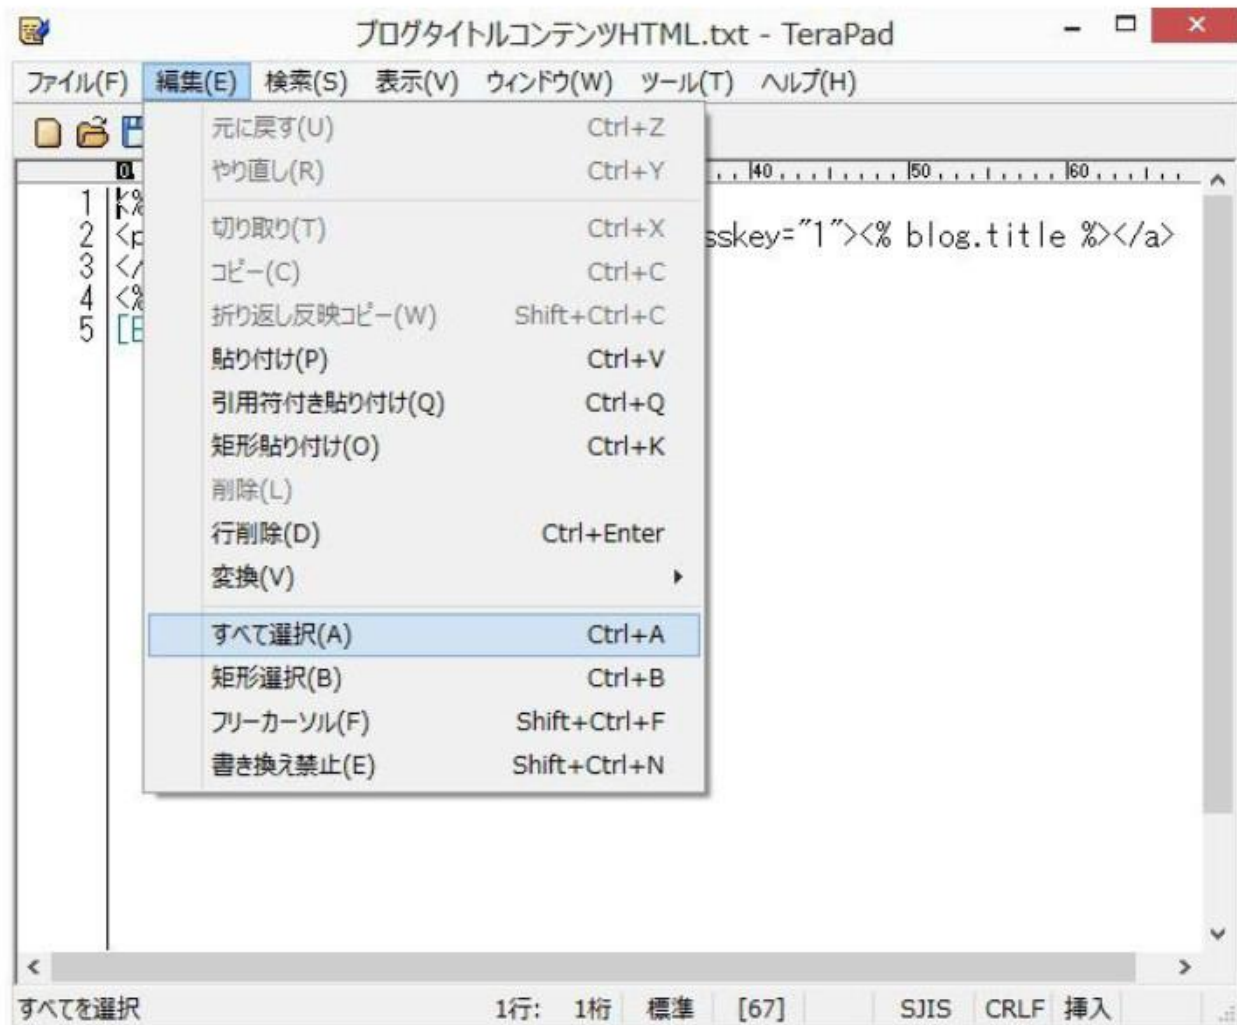 ブログタイトルコンテンツHTML.txt - TeraPad
ファイル(F) 編集(E) 検索(S) 表示(V) ウィンドウ(W) ツール(T) ヘルプ(H)
元に戻す(U) Ctrl+Z
やり直し(R) Ctrl+Y
切り取り(T) Ctrl+X
コピー(C) Ctrl+C
折り返し反映コピー(W) Shift+Ctrl+C
貼り付け(P) Ctrl+V
引用符付き貼り付け(Q) Ctrl+Q
矩形貼り付け(O) Ctrl+K
削除(L)
行削除(D) Ctrl+Enter
変換(V)
すべて選択(A) Ctrl+A
矩形選択(B) Ctrl+B
フリーカーソル(F) Shift+Ctrl+F
書き換え禁止(E) Shift+Ctrl+N
0 40 50 60
1 <%
2 <p sskey="1"><% blog.title %></a>
3 </
4 <%
5 [E
すべてを選択 1行: 1桁 標準 [67] SJIS CRLF 挿入